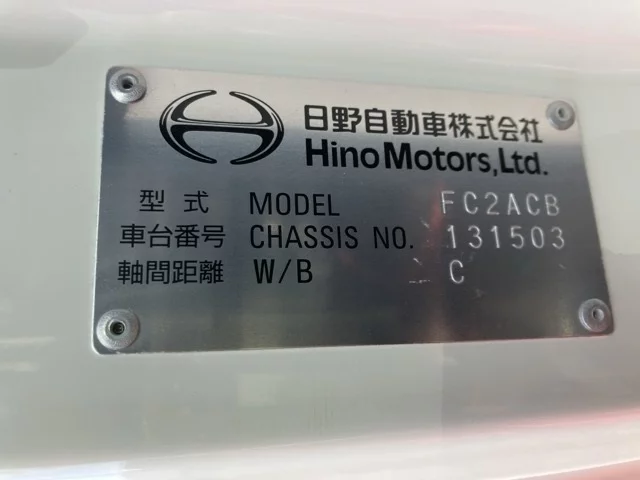 日野自動車株式会社
Hino Motors, Ltd.
型式 MODEL FC2ACB
車台番号 CHASSIS NO. 131503
軸間距離 W/B C